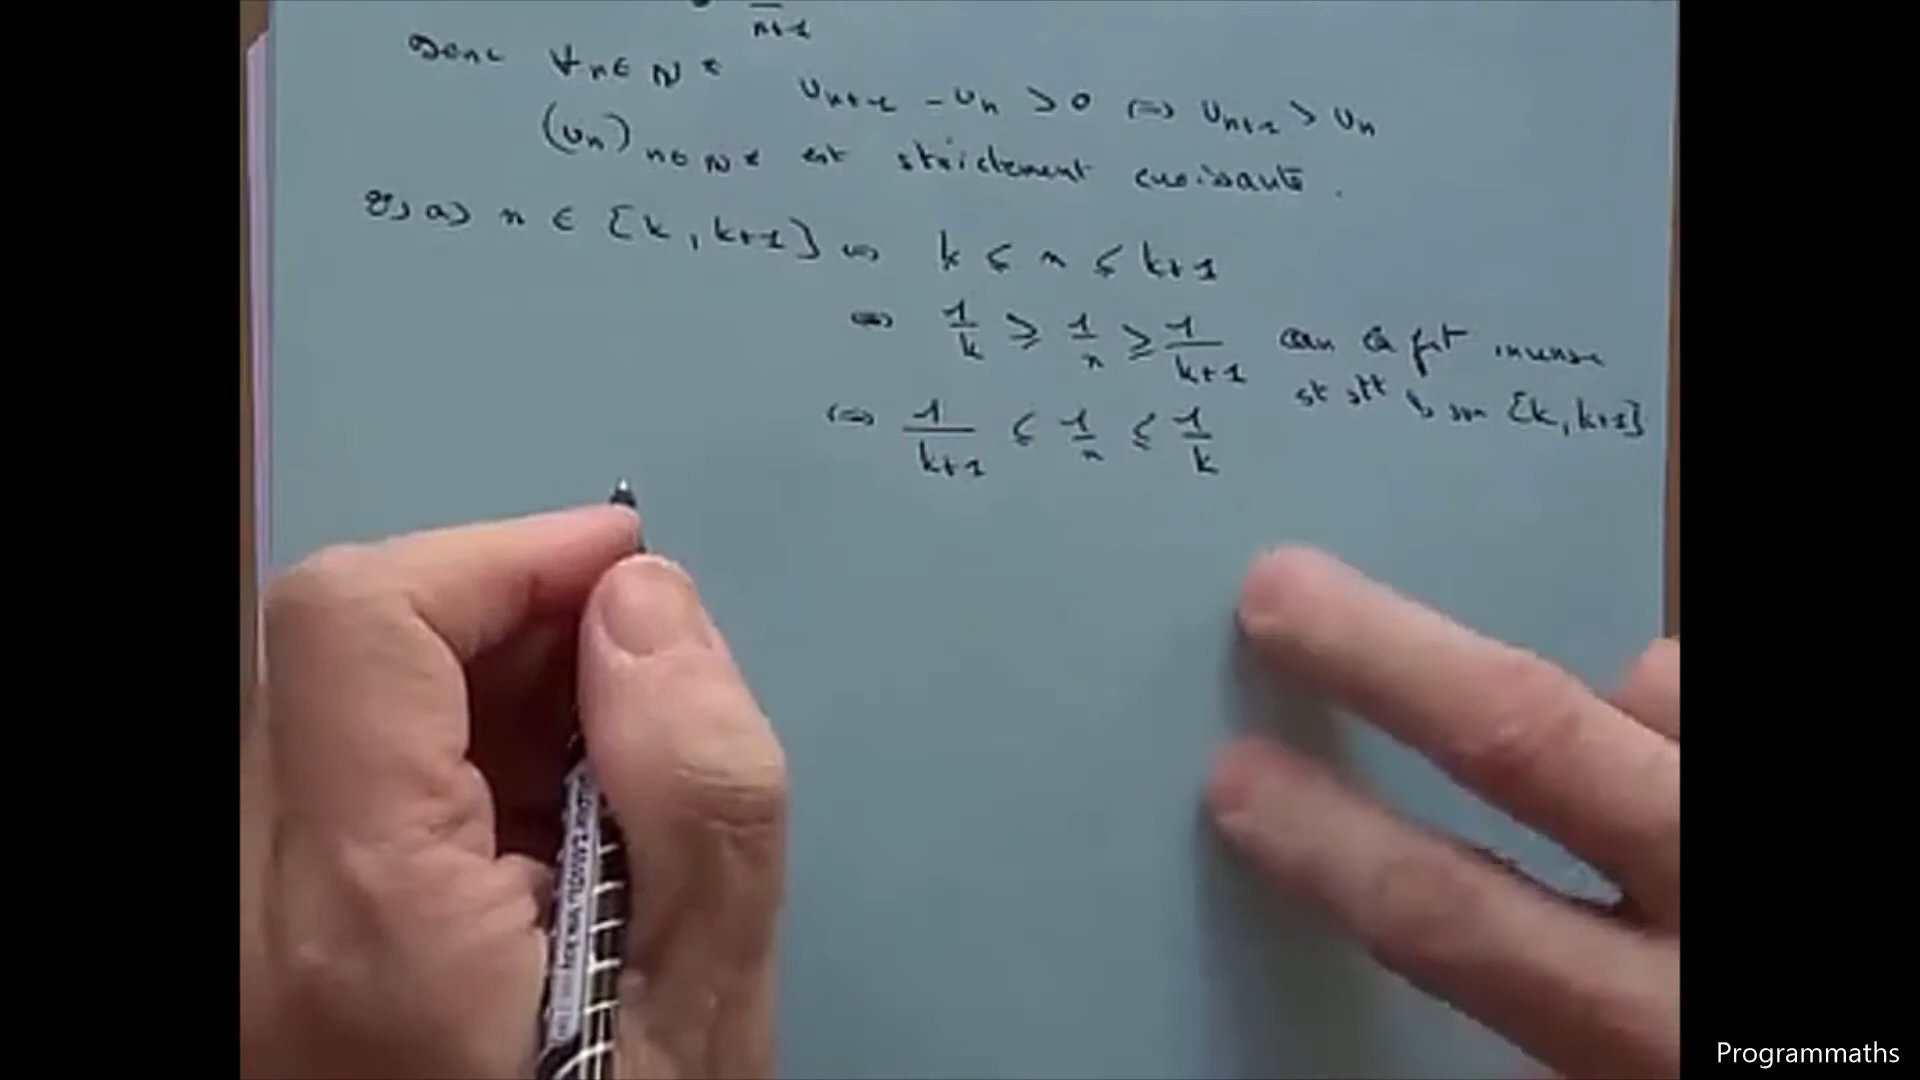 n+1
Donc ∀n∈ℕ* u_{n+1} - u_n > 0 ⇔ u_{n+1} > u_n
(u_n)_{n∈ℕ*} est strictement croissante.
2) a) x ∈ [k, k+1] ⇔ k ≤ x ≤ k+1
⇔ 1/k ≥ 1/x ≥ 1/(k+1) car la fct inverse
st stt ↘ sur [k, k+1]
⇔ 1/(k+1) ≤ 1/x ≤ 1/k
Programmaths